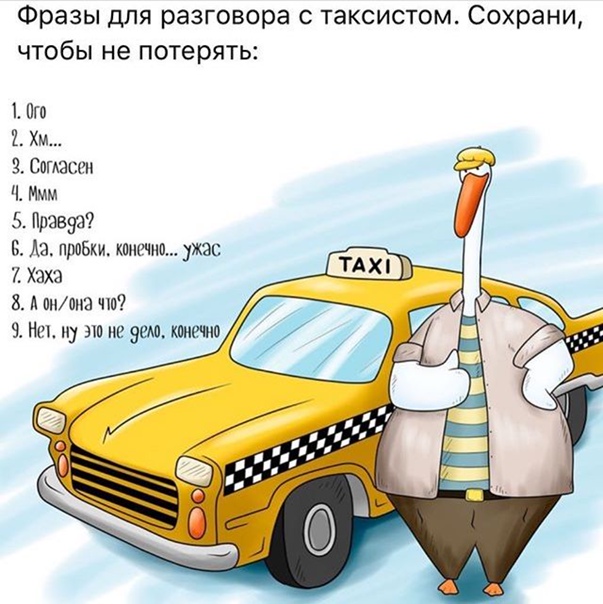 Фразы для разговора с таксистом. Сохрани,
чтобы не потерять:
1. Ого
2. Хм...
3. Согласен
4. Ммм
5. Правда?
6. Да, пробки, конечно... ужас
7. Хаха
8. А он/она что?
9. Нет, ну это не дело, конечно
TAXI